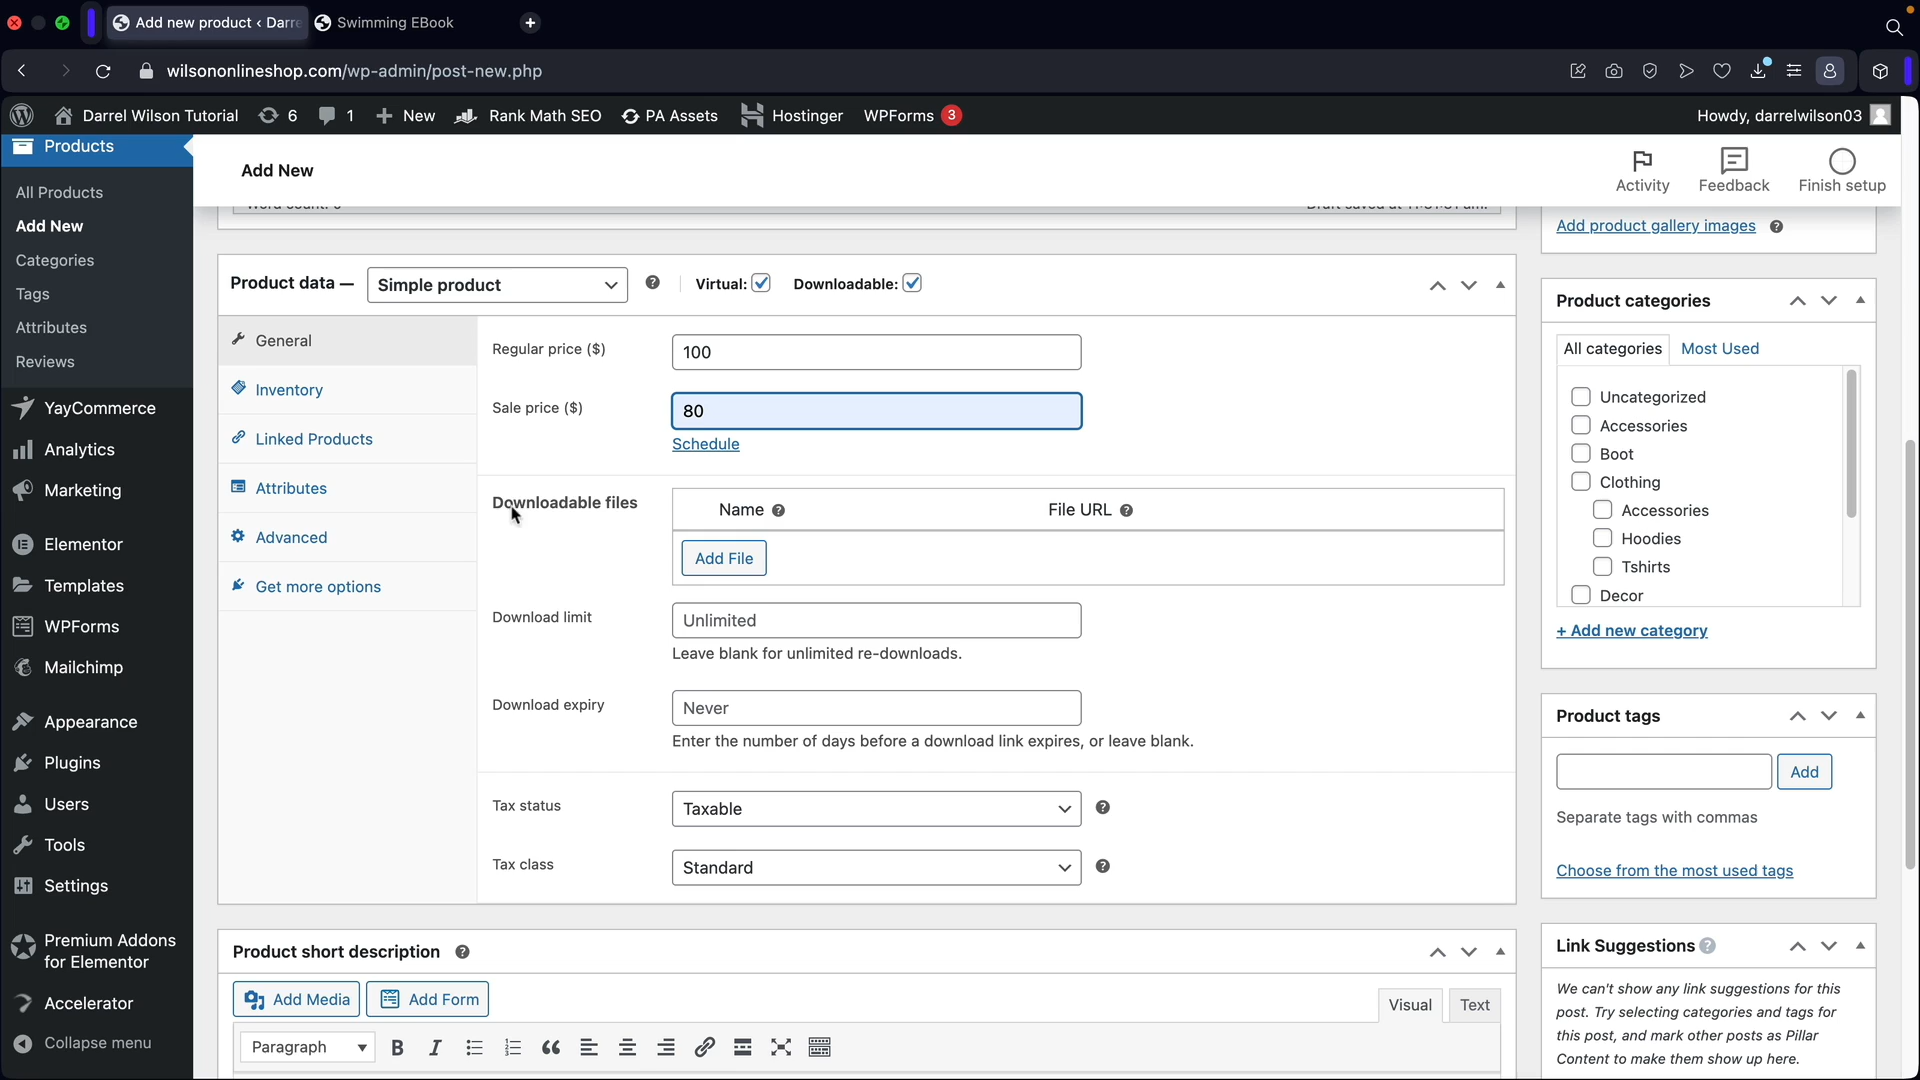 Add new product ‹ Darre
Swimming EBook
wilsononlineshop.com/wp-admin/post-new.php
Darrel Wilson Tutorial
6
1
New
Rank Math SEO
PA Assets
Hostinger
WPForms 3
Howdy, darrelwilson03
Products
All Products
Add New
Categories
Tags
Attributes
Reviews
YayCommerce
Analytics
Marketing
Elementor
Templates
WPForms
Mailchimp
Appearance
Plugins
Users
Tools
Settings
Premium Addons
for Elementor
Accelerator
Collapse menu
Add New
Activity
Feedback
Finish setup
Product data —
Simple product
Virtual:
Downloadable:
General
Inventory
Linked Products
Attributes
Advanced
Get more options
Regular price ($)
100
Sale price ($)
80
Schedule
Downloadable files
Name
File URL
Add File
Download limit
Unlimited
Leave blank for unlimited re-downloads.
Download expiry
Never
Enter the number of days before a download link expires, or leave blank.
Tax status
Taxable
Tax class
Standard
Product short description
Add Media
Add Form
Visual
Text
Paragraph
Add product gallery images
Product categories
All categories
Most Used
Uncategorized
Accessories
Boot
Clothing
Accessories
Hoodies
Tshirts
Decor
+ Add new category
Product tags
Add
Separate tags with commas
Choose from the most used tags
Link Suggestions
We can't show any link suggestions for this
post. Try selecting categories and tags for
this post, and mark other posts as Pillar
Content to make them show up here.